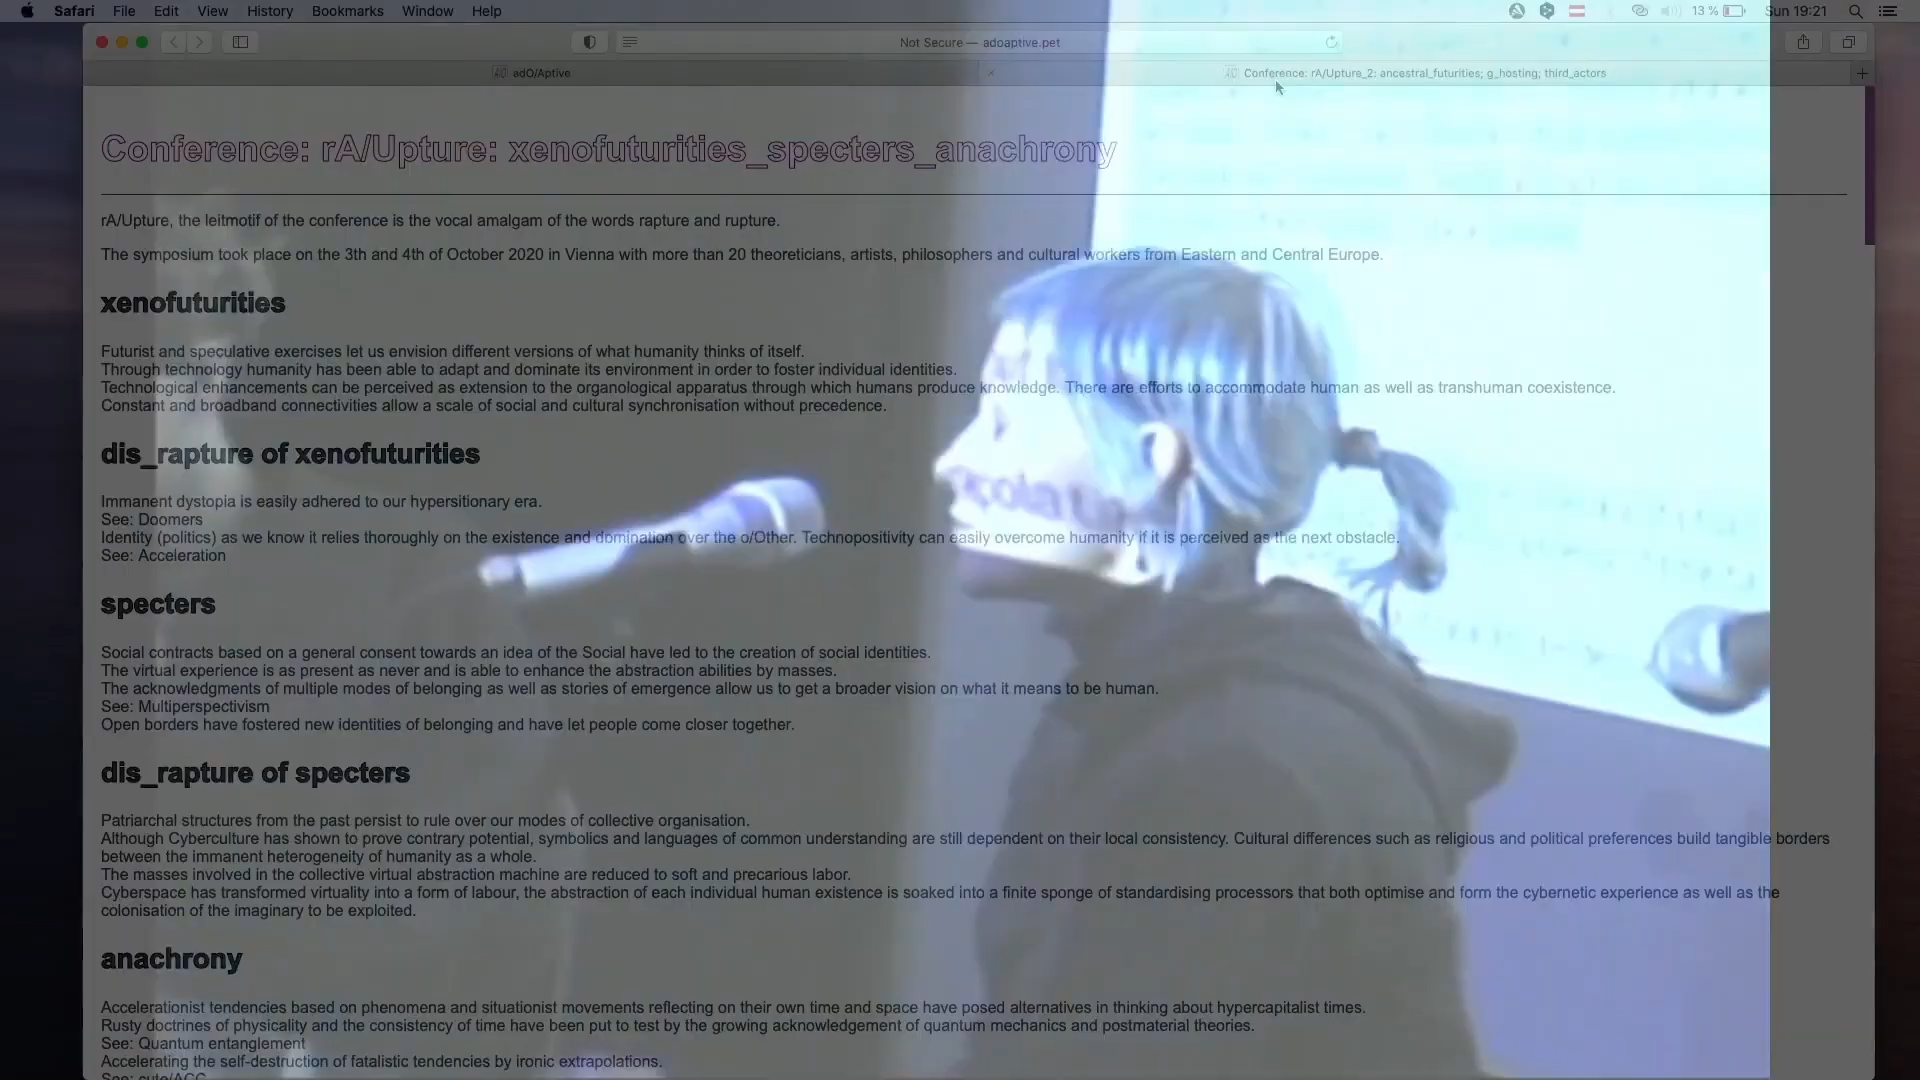 Safari File Edit View History Bookmarks Window Help 13 % Sun 19:21
Not Secure — adoaptive.pet
adO/Aptive Conference: rA/Upture_2: ancestral_futurities; g_hosting; third_actors
Conference: rA/Upture: xenofuturities_specters_anachrony
rA/Upture, the leitmotif of the conference is the vocal amalgam of the words rapture and rupture.
The symposium took place on the 3th and 4th of October 2020 in Vienna with more than 20 theoreticians, artists, philosophers and cultural workers from Eastern and Central Europe.
xenofuturities
Futurist and speculative exercises let us envision different versions of what humanity thinks of itself.
Through technology humanity has been able to adapt and dominate its environment in order to foster individual identities.
Technological enhancements can be perceived as extension to the organological apparatus through which humans produce knowledge. There are efforts to accommodate human as well as transhuman coexistence.
Constant and broadband connectivities allow a scale of social and cultural synchronisation without precedence.
dis_rapture of xenofuturities
Immanent dystopia is easily adhered to our hypersitionary era.
See: Doomers
Identity (politics) as we know it relies thoroughly on the existence and domination over the o/Other. Technopositivity can easily overcome humanity if it is perceived as the next obstacle.
See: Acceleration
specters
Social contracts based on a general consent towards an idea of the Social have led to the creation of social identities.
The virtual experience is as present as never and is able to enhance the abstraction abilities by masses.
The acknowledgments of multiple modes of belonging as well as stories of emergence allow us to get a broader vision on what it means to be human.
See: Multiperspectivism
Open borders have fostered new identities of belonging and have let people come closer together.
dis_rapture of specters
Patriarchal structures from the past persist to rule over our modes of collective organisation.
Although Cyberculture has shown to prove contrary potential, symbolics and languages of common understanding are still dependent on their local consistency. Cultural differences such as religious and political preferences build tangible borders
between the immanent heterogeneity of humanity as a whole.
The masses involved in the collective virtual abstraction machine are reduced to soft and precarious labor.
Cyberspace has transformed virtuality into a form of labour, the abstraction of each individual human existence is soaked into a finite sponge of standardising processors that both optimise and form the cybernetic experience as well as the
colonisation of the imaginary to be exploited.
anachrony
Accelerationist tendencies based on phenomena and situationist movements reflecting on their own time and space have posed alternatives in thinking about hypercapitalist times.
Rusty doctrines of physicality and the consistency of time have been put to test by the growing acknowledgement of quantum mechanics and postmaterial theories.
See: Quantum entanglement
Accelerating the self-destruction of fatalistic tendencies by ironic extrapolations.
See: cute/ACC